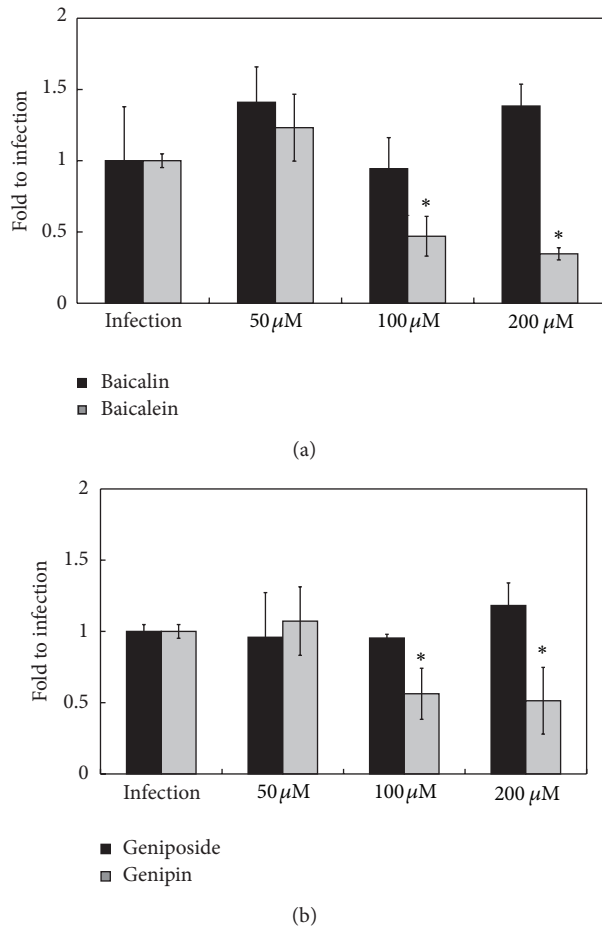 2
1.5
1
0.5
0
Fold to infection
*
*
Infection
50 μM
100 μM
200 μM
Baicalin
Baicalein
(a)
2
1.5
1
0.5
0
Fold to infection
*
*
Infection
50 μM
100 μM
200 μM
Geniposide
Genipin
(b)